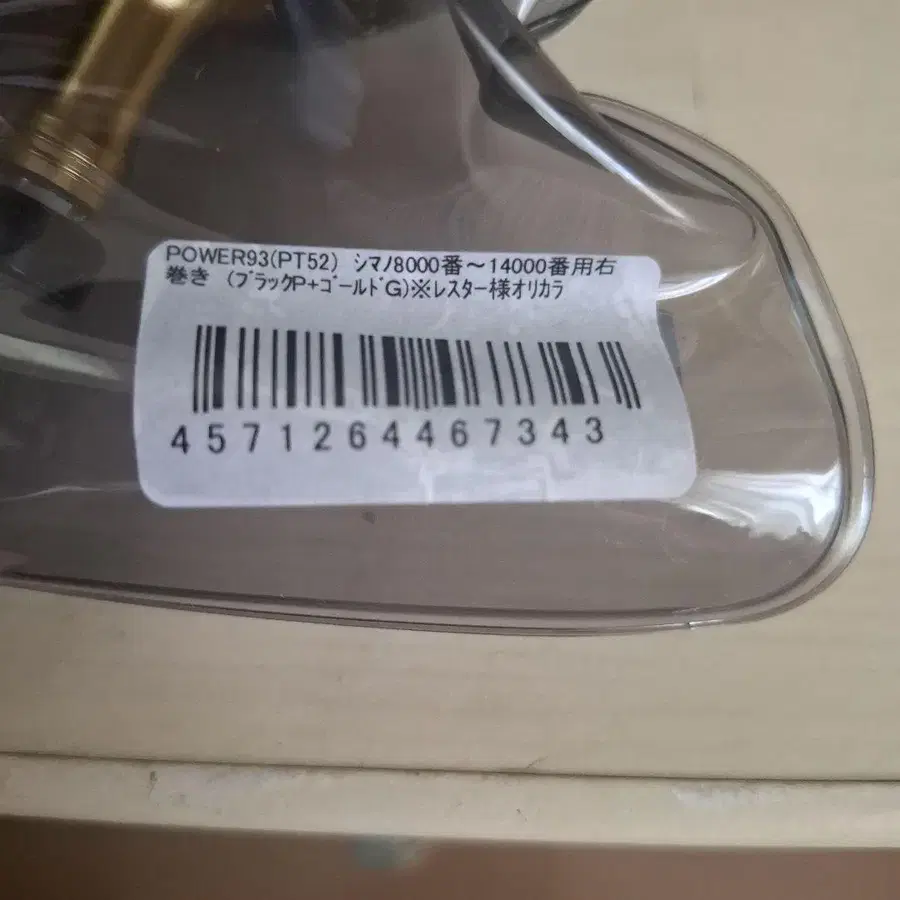 POWER93(PT52) シマノ8000番～14000番用右
巻き (ブラックP+ゴールドG)※レスター様オリカラ
4571264467343